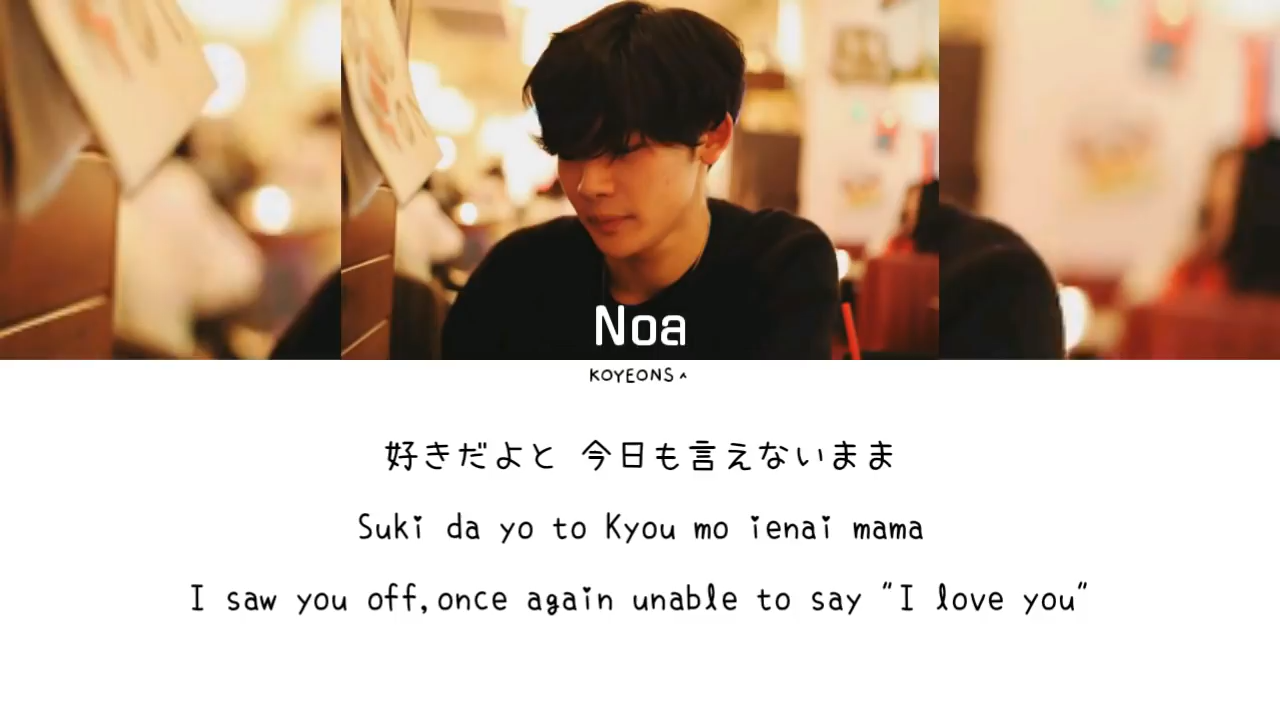 Noa
KOYEONS ^
好きだよと 今日も言えないまま
Suki da yo to Kyou mo ienai mama
I saw you off,once again unable to say "I love you"